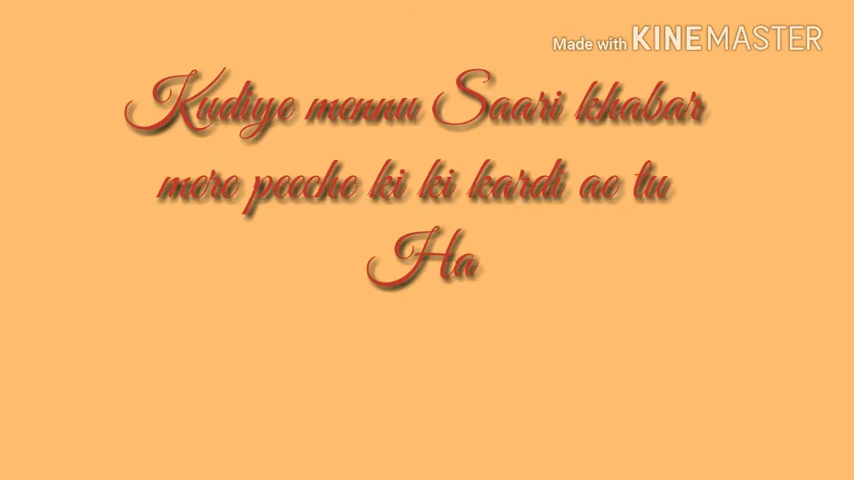 Made with KINEMASTER
Kudiye mennu Saari khabar
mere peeche ki ki kardi ae tu
Ha